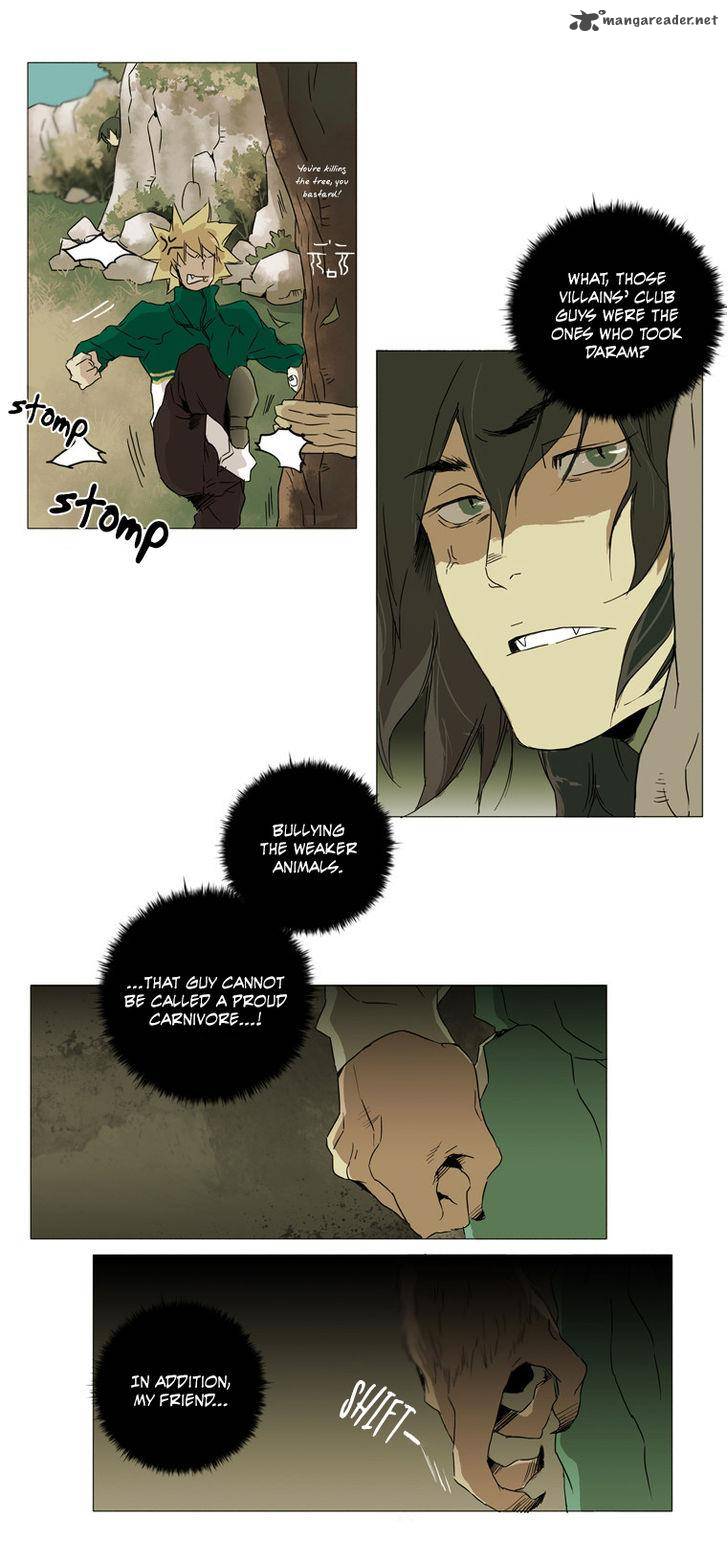 mangareader.net
You're killing
the tree, you
bastard!
stomp
stomp
WHAT, THOSE
VILLAINS' CLUB
GUYS WERE THE
ONES WHO TOOK
DARAM?
BULLYING
THE WEAKER
ANIMALS.
...THAT GUY CANNOT
BE CALLED A PROUD
CARNIVORE...!
IN ADDITION,
MY FRIEND...
SHIFT—